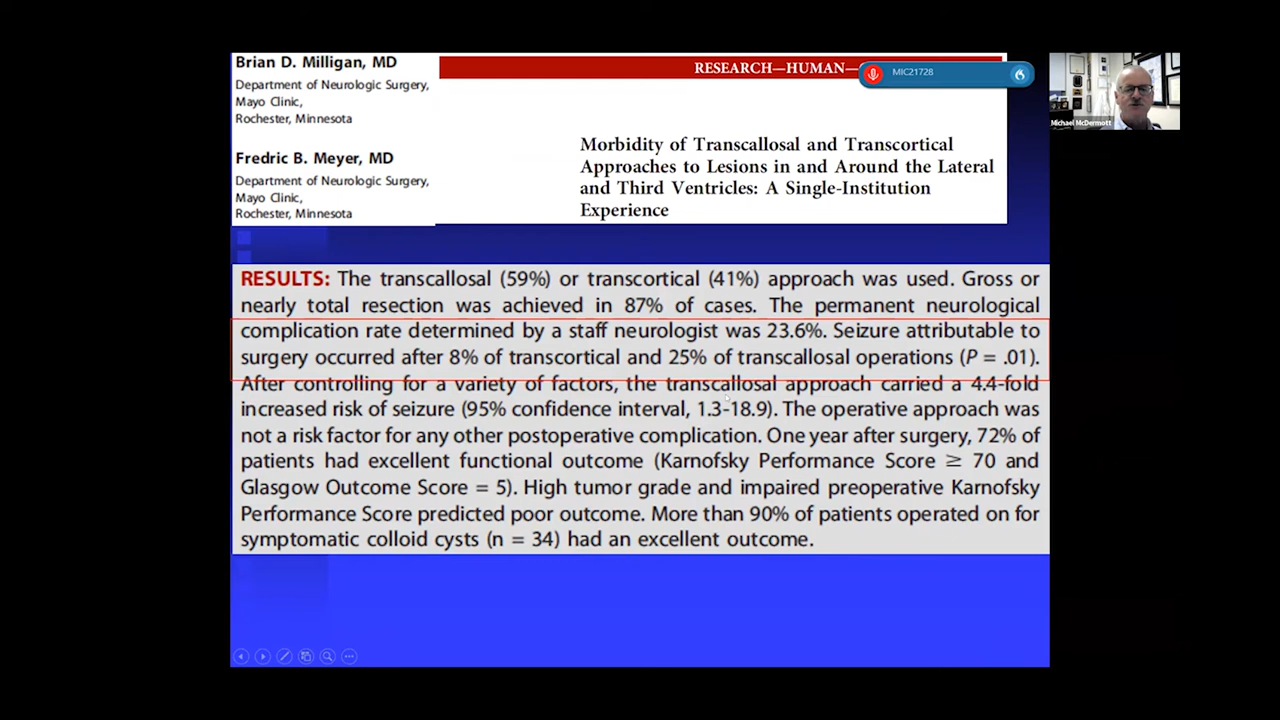 Brian D. Milligan, MD
Department of Neurologic Surgery,
Mayo Clinic,
Rochester, Minnesota
Fredric B. Meyer, MD
Department of Neurologic Surgery,
Mayo Clinic,
Rochester, Minnesota
RESEARCH—HUMAN—
MIC21728
Michael McDermott
Morbidity of Transcallosal and Transcortical
Approaches to Lesions in and Around the Lateral
and Third Ventricles: A Single-Institution
Experience
RESULTS: The transcallosal (59%) or transcortical (41%) approach was used. Gross or
nearly total resection was achieved in 87% of cases. The permanent neurological
complication rate determined by a staff neurologist was 23.6%. Seizure attributable to
surgery occurred after 8% of transcortical and 25% of transcallosal operations (P = .01).
After controlling for a variety of factors, the transcallosal approach carried a 4.4-fold
increased risk of seizure (95% confidence interval, 1.3-18.9). The operative approach was
not a risk factor for any other postoperative complication. One year after surgery, 72% of
patients had excellent functional outcome (Karnofsky Performance Score ≥ 70 and
Glasgow Outcome Score = 5). High tumor grade and impaired preoperative Karnofsky
Performance Score predicted poor outcome. More than 90% of patients operated on for
symptomatic colloid cysts (n = 34) had an excellent outcome.